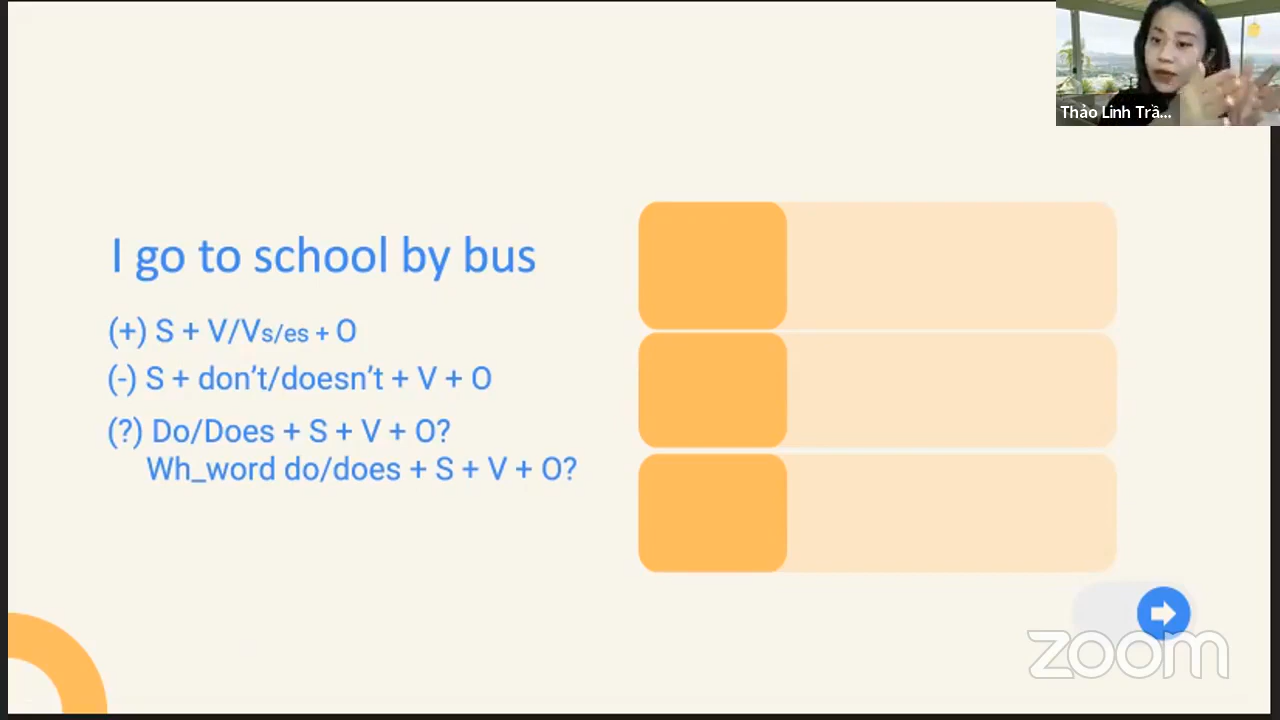 Thảo Linh Trầ...
I go to school by bus
(+) S + V/Vs/es + O
(-) S + don’t/doesn’t + V + O
(?) Do/Does + S + V + O?
Wh_word do/does + S + V + O?
zoom